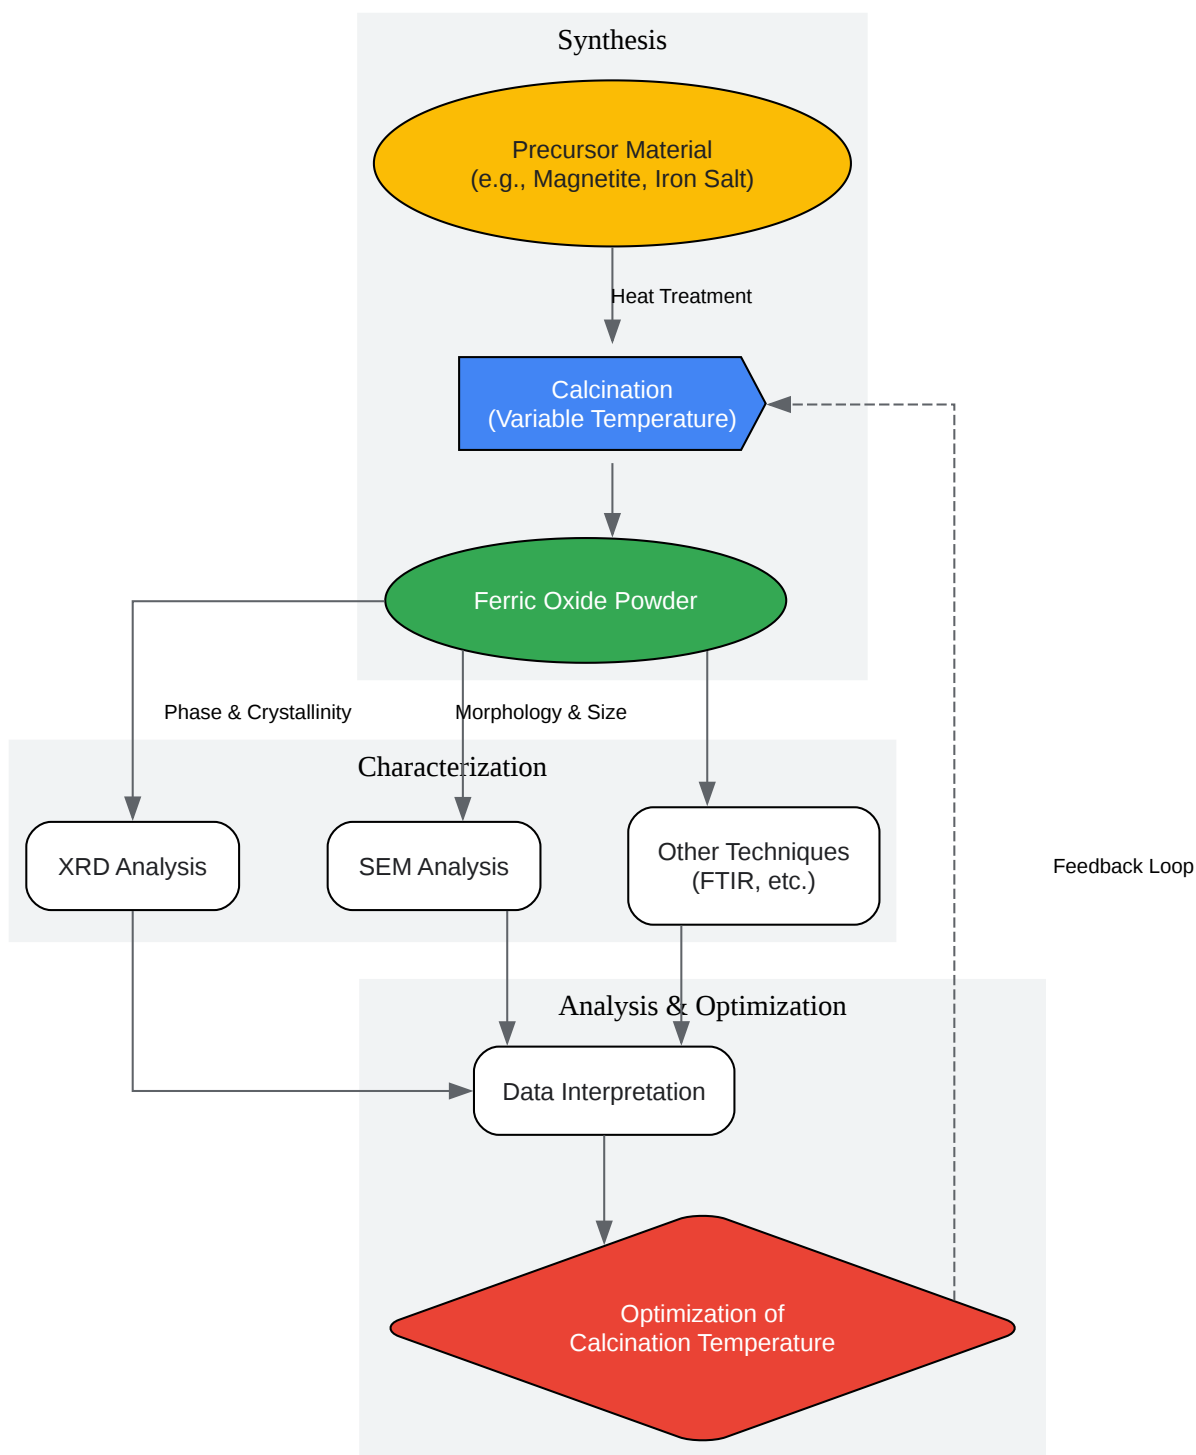 Synthesis
Precursor Material
(e.g., Magnetite, Iron Salt)
Heat Treatment
Calcination
(Variable Temperature)
Ferric Oxide Powder
Phase & Crystallinity
Morphology & Size
Characterization
XRD Analysis
SEM Analysis
Other Techniques
(FTIR, etc.)
Feedback Loop
Analysis & Optimization
Data Interpretation
Optimization of
Calcination Temperature